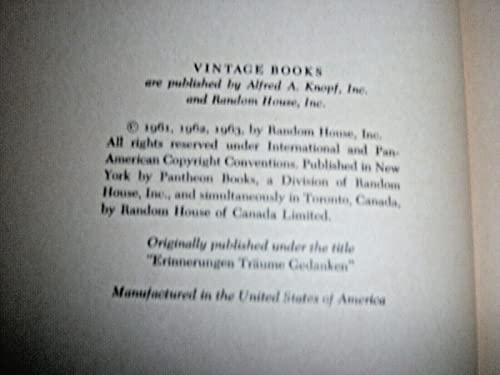 VINTAGE BOOKS
are published by Alfred A. Knopf, Inc.
and Random House, Inc.
© 1961, 1962, 1963, by Random House, Inc.
All rights reserved under International and Pan-
American Copyright Conventions. Published in New
York by Pantheon Books, a Division of Random
House, Inc., and simultaneously in Toronto, Canada,
by Random House of Canada Limited.
Originally published under the title
"Erinnerungen Träume Gedanken"
Manufactured in the United States of America